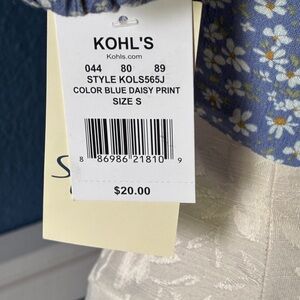 KOHL'S
Kohls.com
044 80 89
STYLE KOLS565J
COLOR BLUE DAISY PRINT
SIZE S
8 86986 21810 9
$20.00
S